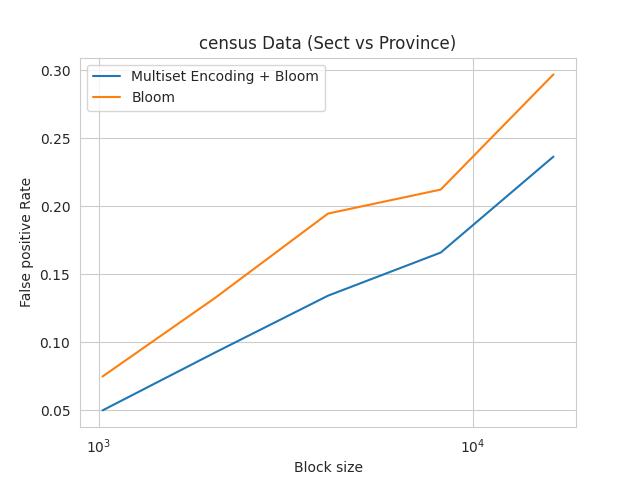 census Data (Sect vs Province)
Multiset Encoding + Bloom
Bloom
False positive Rate
0.30
0.25
0.20
0.15
0.10
0.05
10³
10⁴
Block size